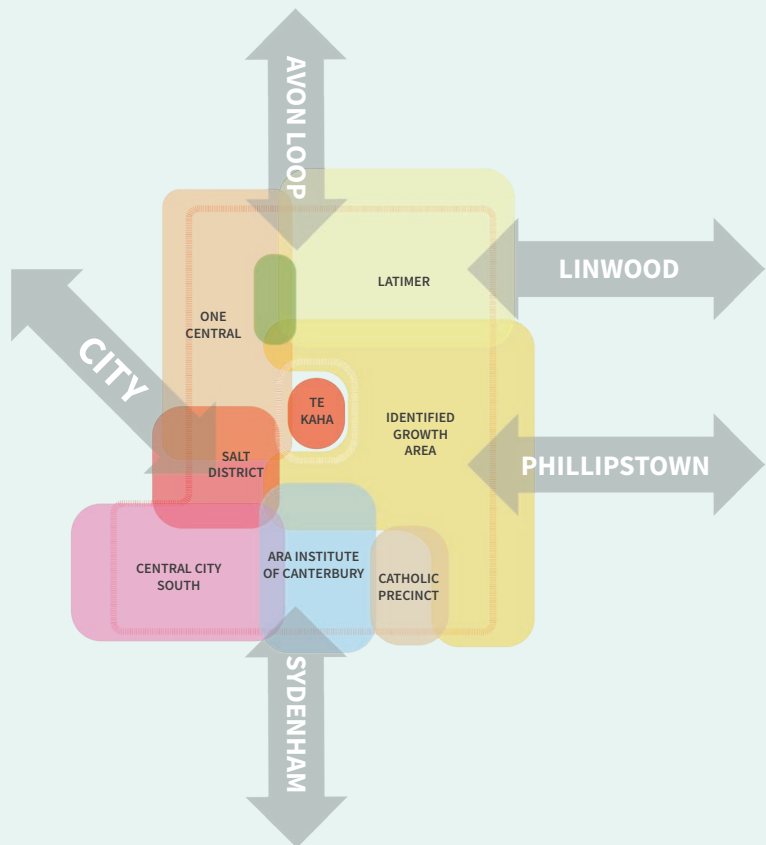 AVON LOOP
LINWOOD
LATIMER
ONE
CENTRAL
CITY
TE
KAHA
IDENTIFIED
GROWTH
AREA
SALT
DISTRICT
PHILLIPSTOWN
CENTRAL CITY
SOUTH
ARA INSTITUTE
OF CANTERBURY
CATHOLIC
PRECINCT
SYDENHAM